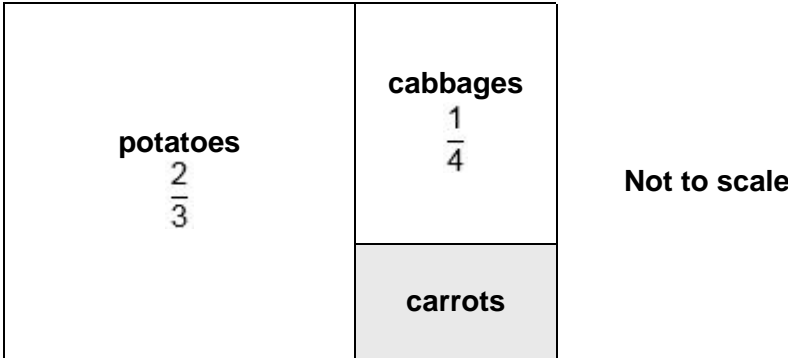 potatoes
2/3
cabbages
1/4
carrots
Not to scale